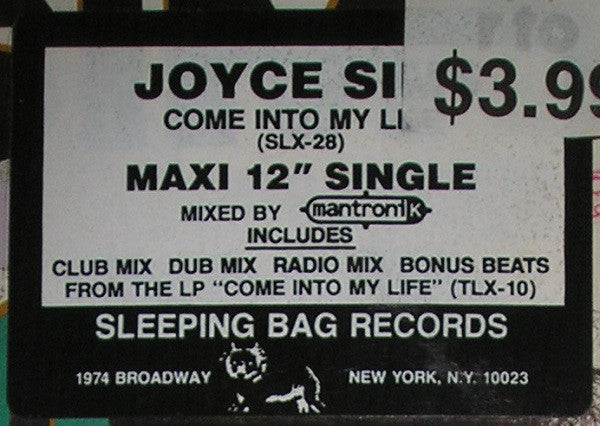 JOYCE SI
$3.99
COME INTO MY LI
(SLX-28)
MAXI 12" SINGLE
MIXED BY mantronik
INCLUDES
CLUB MIX DUB MIX RADIO MIX BONUS BEATS
FROM THE LP "COME INTO MY LIFE" (TLX-10)
SLEEPING BAG RECORDS
1974 BROADWAY NEW YORK, N.Y. 10023